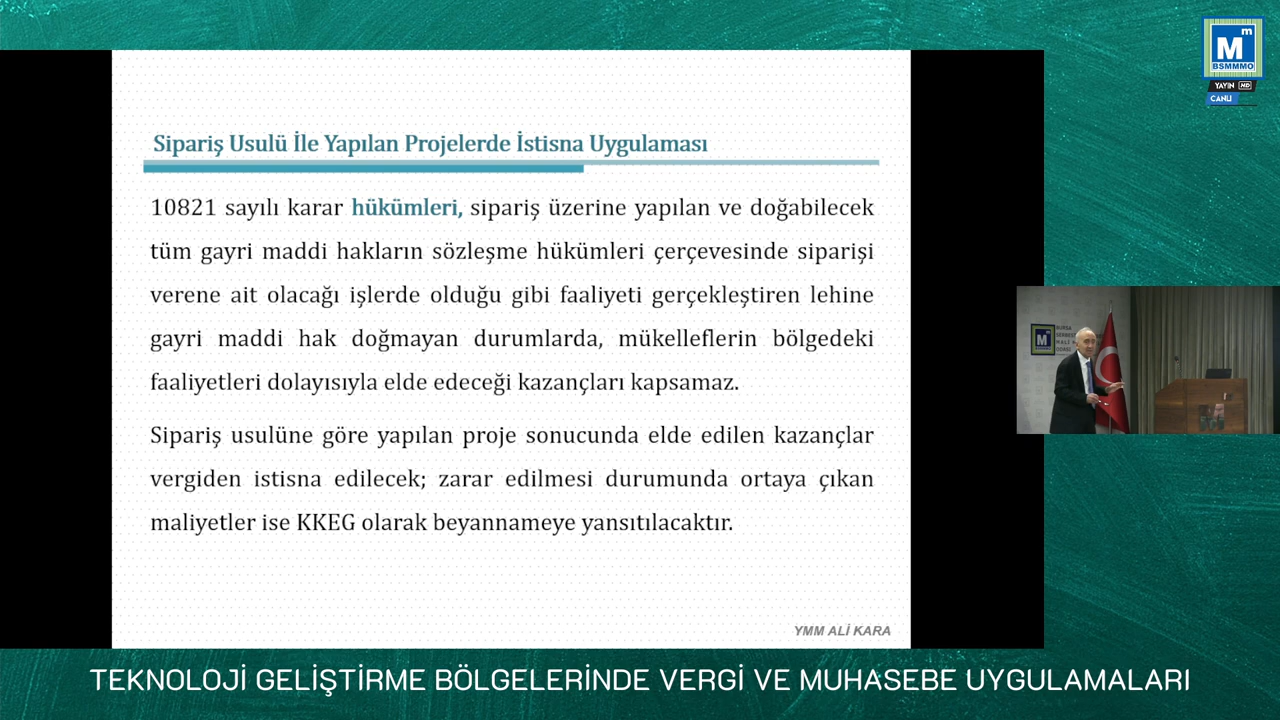 M m
BSMMMO
YAYIN HD
CANLI
Sipariş Usulü İle Yapılan Projelerde İstisna Uygulaması
10821 sayılı karar hükümleri, sipariş üzerine yapılan ve doğabilecek
tüm gayri maddi hakların sözleşme hükümleri çerçevesinde siparişi
verene ait olacağı işlerde olduğu gibi faaliyeti gerçekleştiren lehine
gayri maddi hak doğmayan durumlarda, mükelleflerin bölgedeki
faaliyetleri dolayısıyla elde edeceği kazançları kapsamaz.
Sipariş usulüne göre yapılan proje sonucunda elde edilen kazançlar
vergiden istisna edilecek; zarar edilmesi durumunda ortaya çıkan
maliyetler ise KKEG olarak beyannameye yansıtılacaktır.
YMM ALİ KARA
BURSA
SERBEST
TEKNOLOJİ GELİŞTİRME BÖLGELERİNDE VERGİ VE MUHASEBE UYGULAMALARI